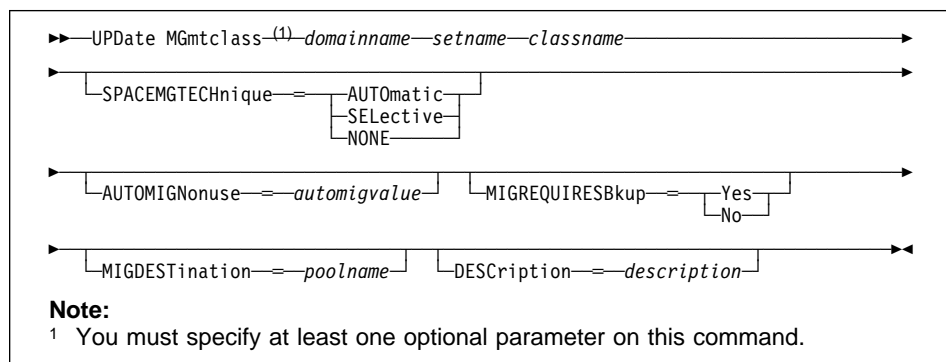 UPDate MGmtclass (1) domainname setname classname
SPACEMGTECHnique = AUTOmatic
SELective
NONE
AUTOMIGNonuse = automigvalue MIGREQUIRESBkup = Yes
No
MIGDESTination = poolname DESCription = description
Note:
1 You must specify at least one optional parameter on this command.